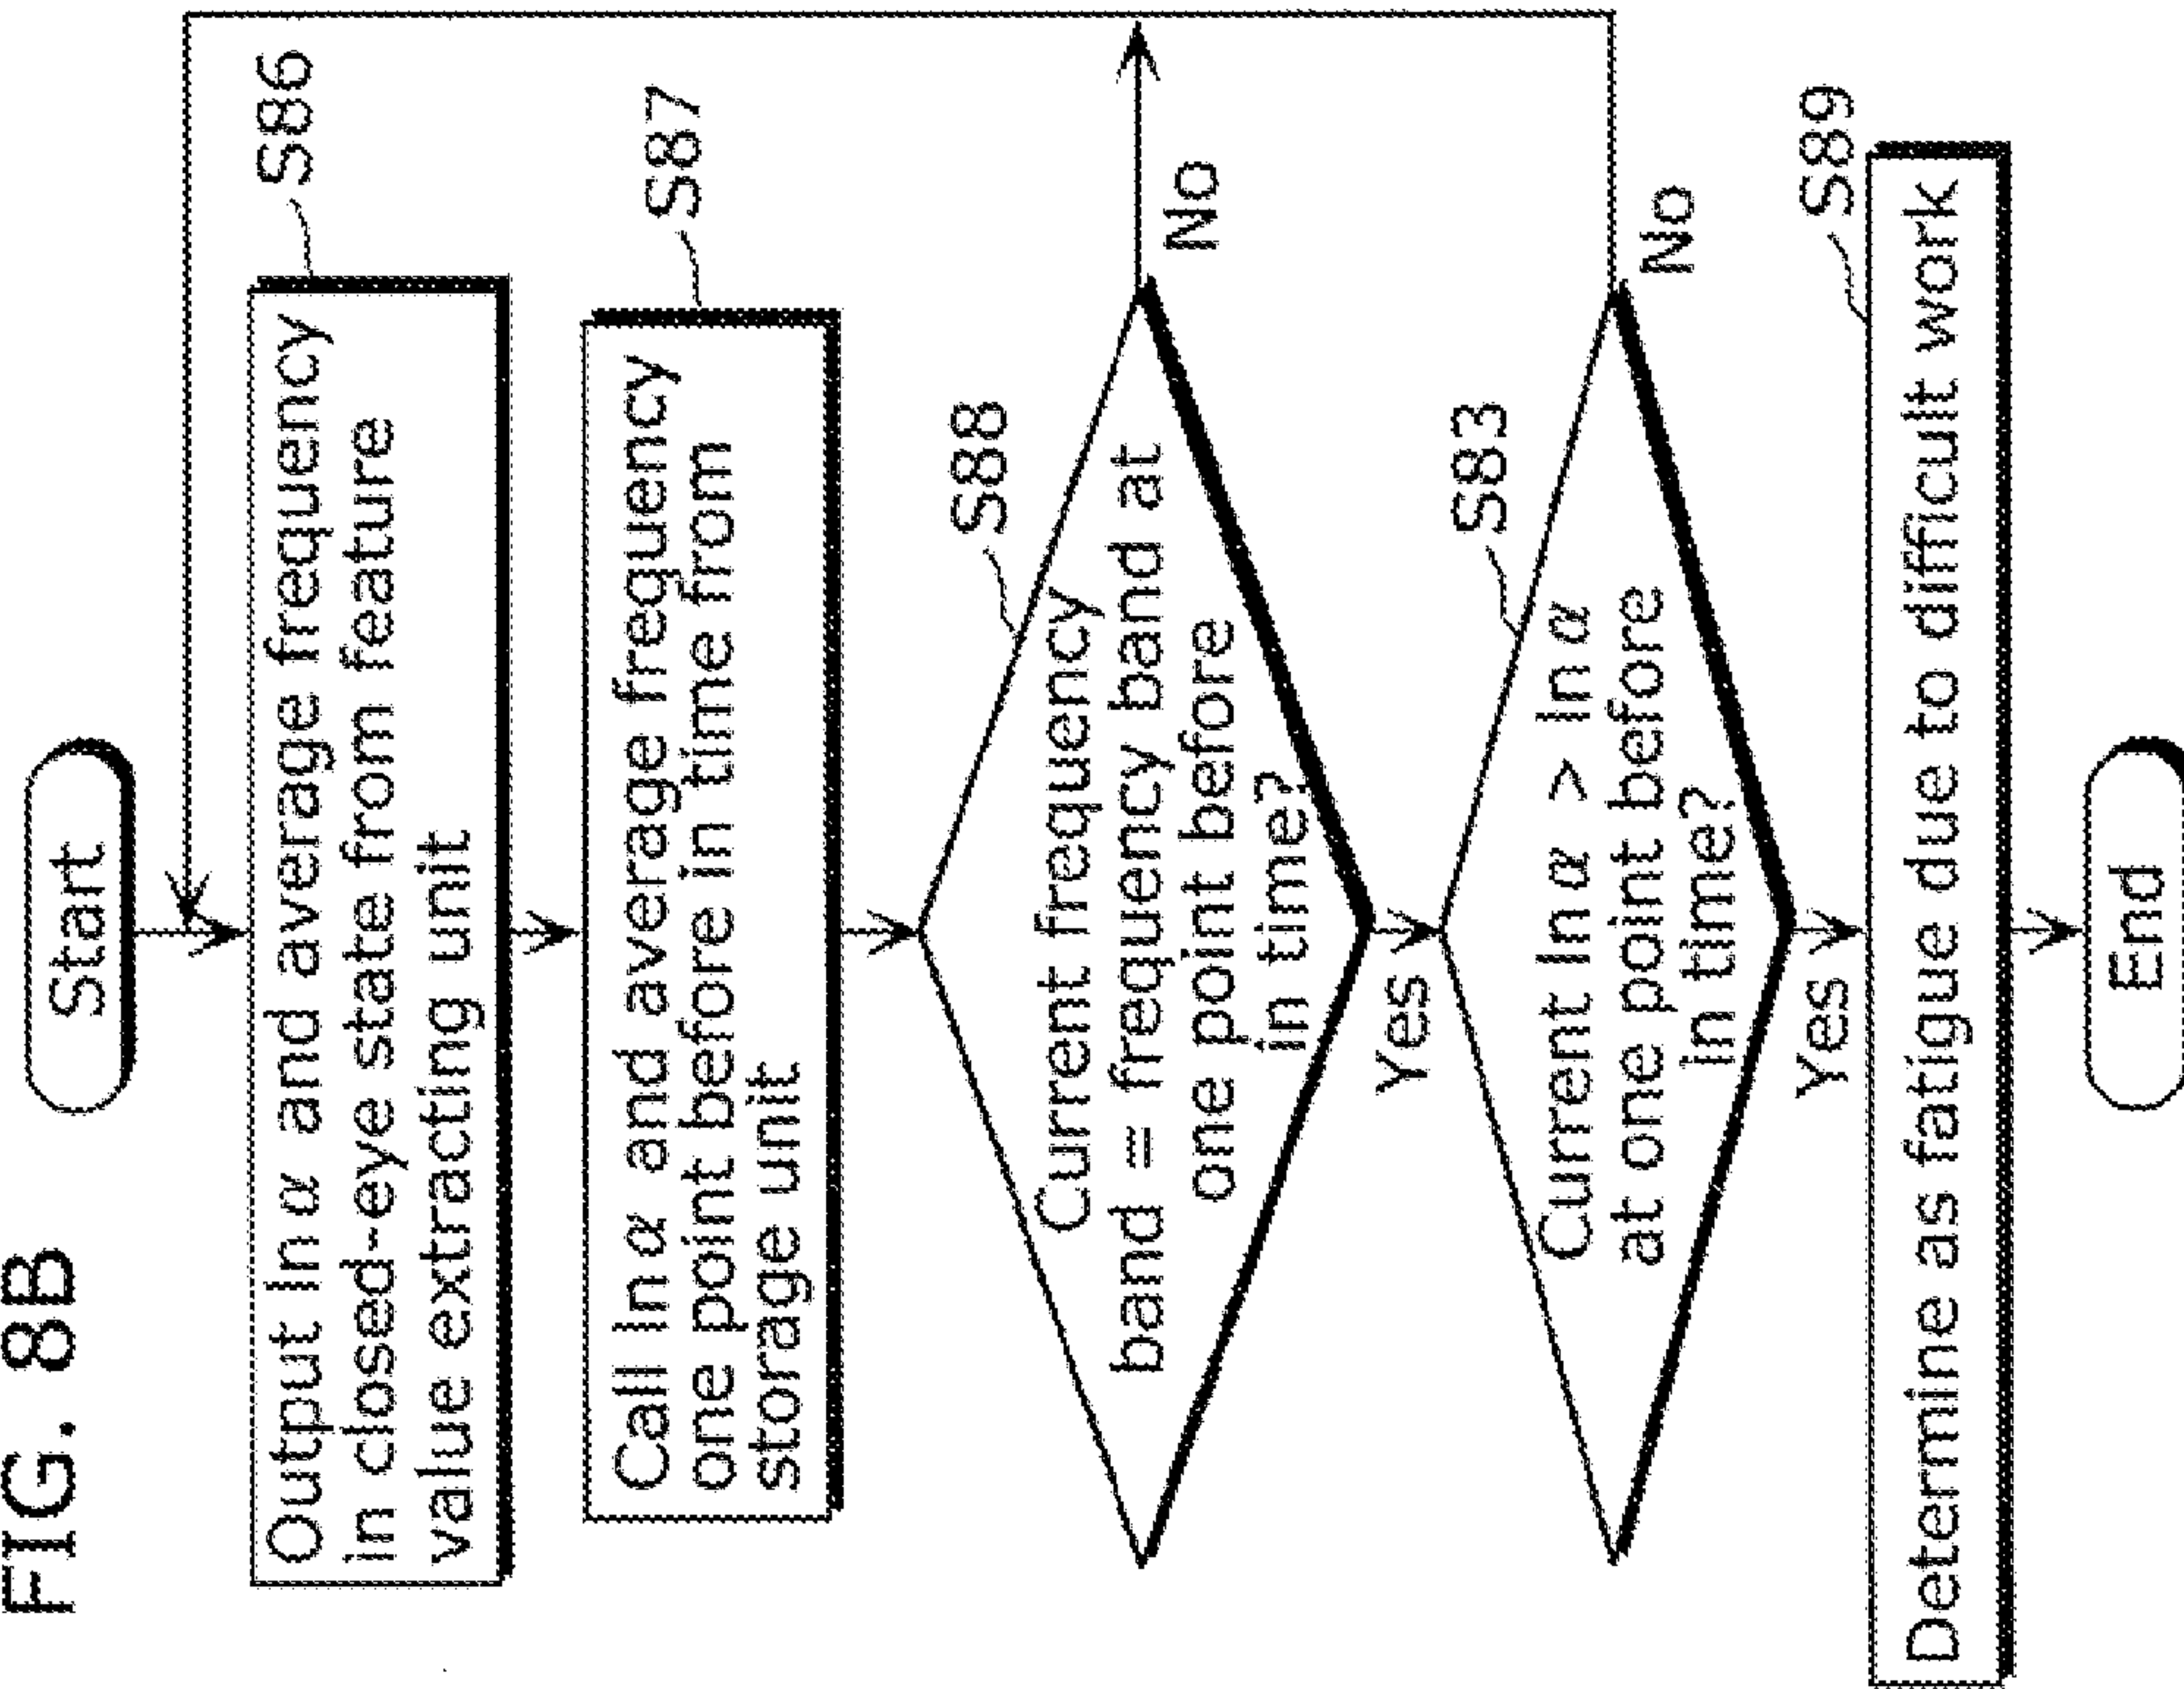 FIG. 8B
Start
Output ln α and average frequency
in closed-eye state from feature
value extracting unit
S86
Call ln α and average frequency
one point before in time from
storage unit
S87
Current frequency
band = frequency band at
one point before
in time?
S88
No
Yes
Current ln α > ln α
at one point before
in time?
S83
No
Yes
Determine as fatigue due to difficult work
S89
End